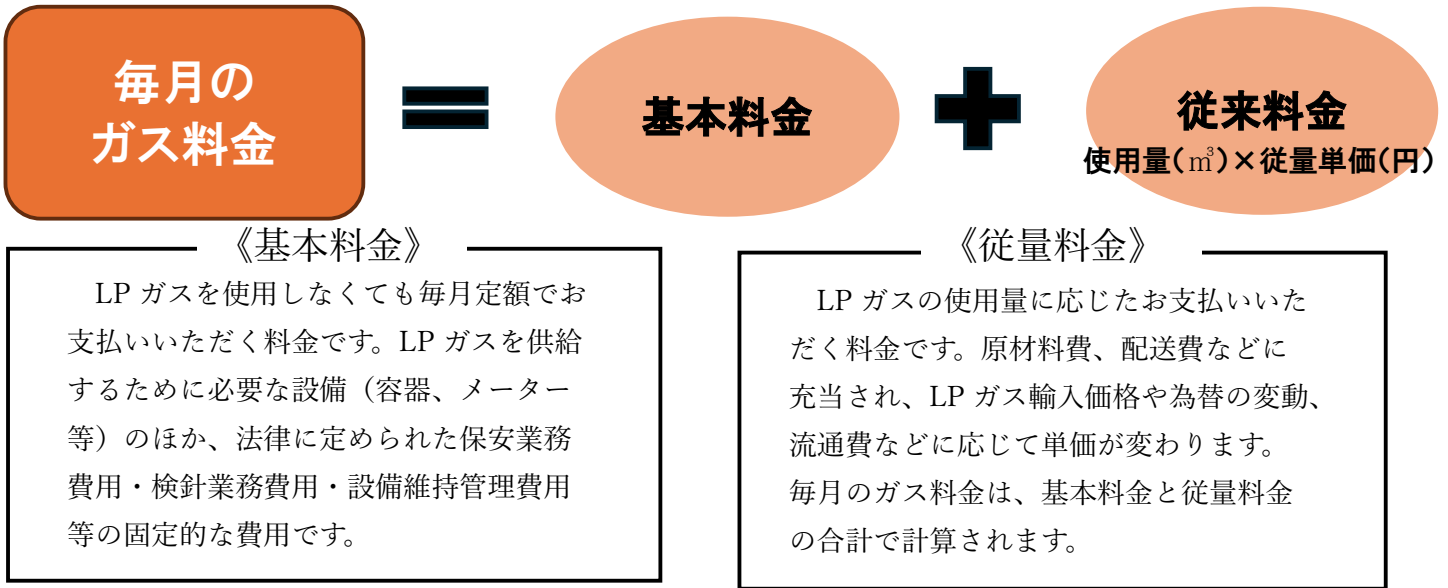 毎月の
ガス料金
基本料金
従来料金
使用量(㎥)×従量単価(円)
《基本料金》
LP ガスを使用しなくても毎月定額でお
支払いいただく料金です。LP ガスを供給
するために必要な設備（容器、メーター
等）のほか、法律に定められた保安業務
費用・検針業務費用・設備維持管理費用
等の固定的な費用です。
《従量料金》
LP ガスの使用量に応じたお支払いいた
だく料金です。原材料費、配送費などに
充当され、LP ガス輸入価格や為替の変動、
流通費などに応じて単価が変わります。
毎月のガス料金は、基本料金と従量料金
の合計で計算されます。